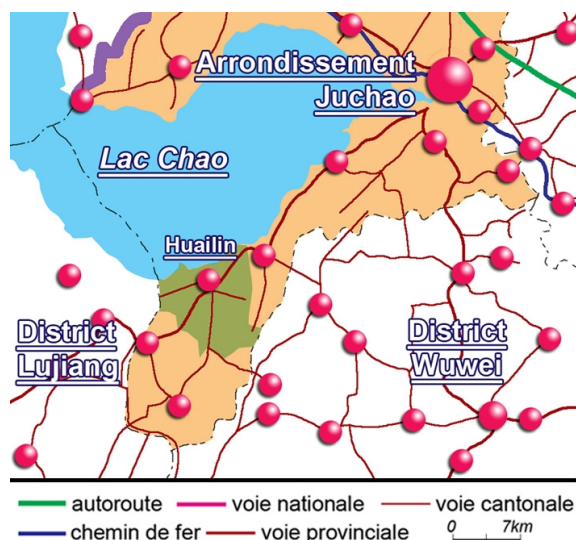 Arrondissement
Juchao
Lac Chao
Huailin
District
Lujiang
District
Wuwei
autoroute
voie nationale
voie cantonale
chemin de fer
voie provinciale
0 7km